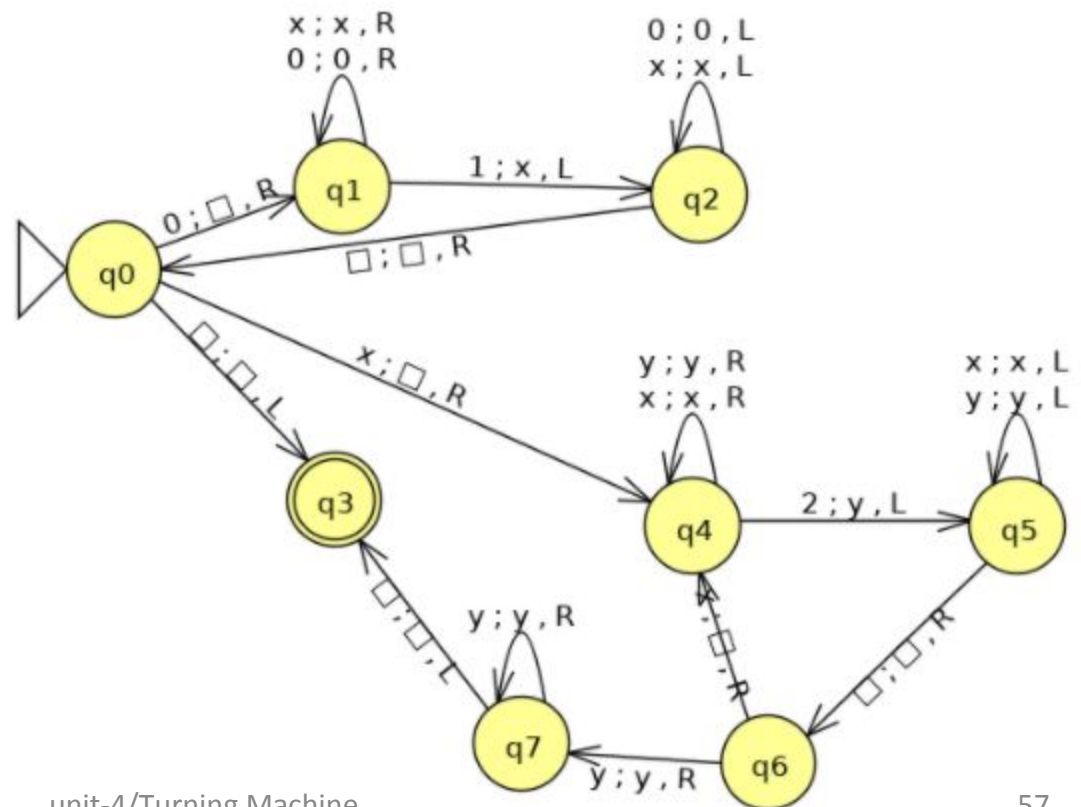 x ; x , R
0 ; 0 , R
0 ; 0 , L
x ; x , L
q1
1 ; x , L
q2
0 ; □ , R
□ ; □ , R
q0
□ ; □ , L
x ; □ , R
y ; y , R
x ; x , R
x ; x , L
y ; y , L
q3
q4
2 ; y , L
q5
□ ; □ , L
y ; y , R
x ; □ , R
□ ; □ , R
q7
y ; y , R
q6
unit-4/Turning Machine
57